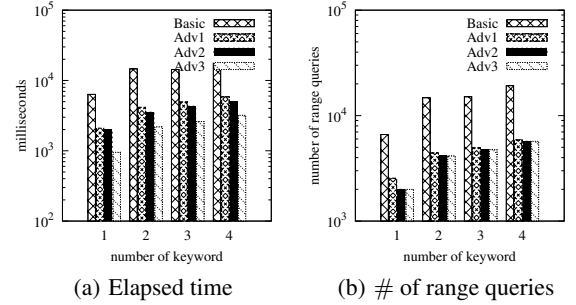 10^5
10^4
10^3
10^2
milliseconds
Basic
Adv1
Adv2
Adv3
1 2 3 4
number of keyword
(a) Elapsed time
10^5
10^4
10^3
number of range queries
Basic
Adv1
Adv2
Adv3
1 2 3 4
number of keyword
(b) # of range queries